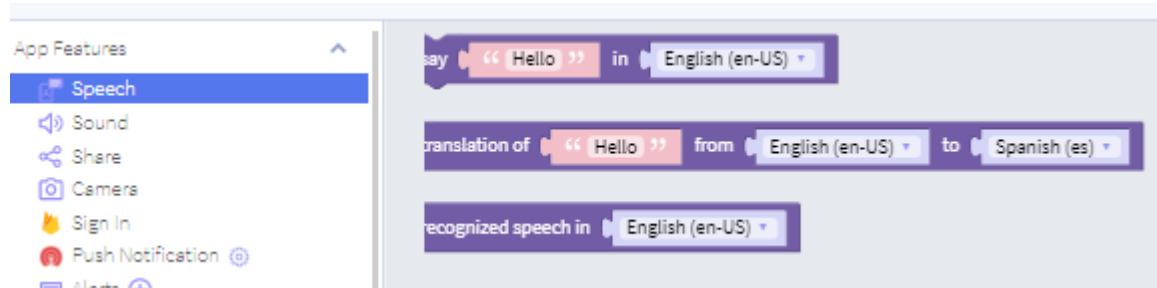 App Features
Speech
Sound
Share
Camera
Sign In
Push Notification
Alerts
say “ Hello ” in English (en-US)
translation of “ Hello ” from English (en-US) to Spanish (es)
recognized speech in English (en-US)